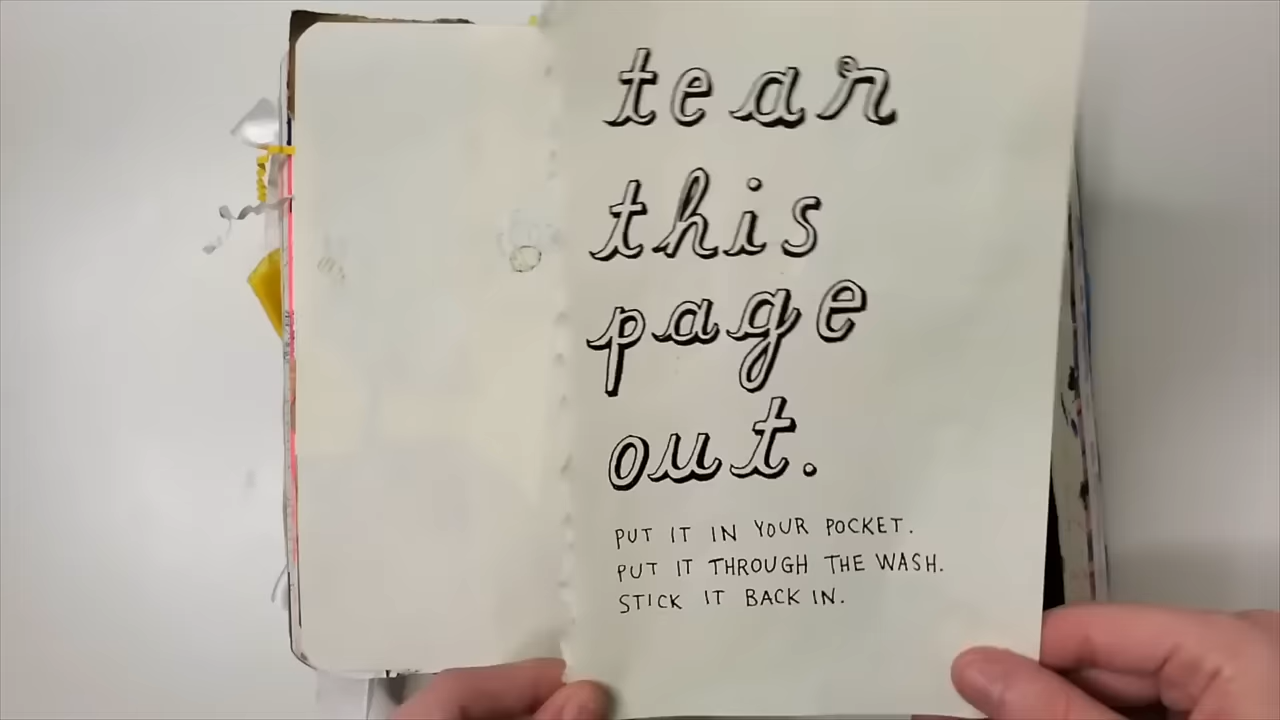 tear
this
page
out.
PUT IT IN YOUR POCKET.
PUT IT THROUGH THE WASH.
STICK IT BACK IN.